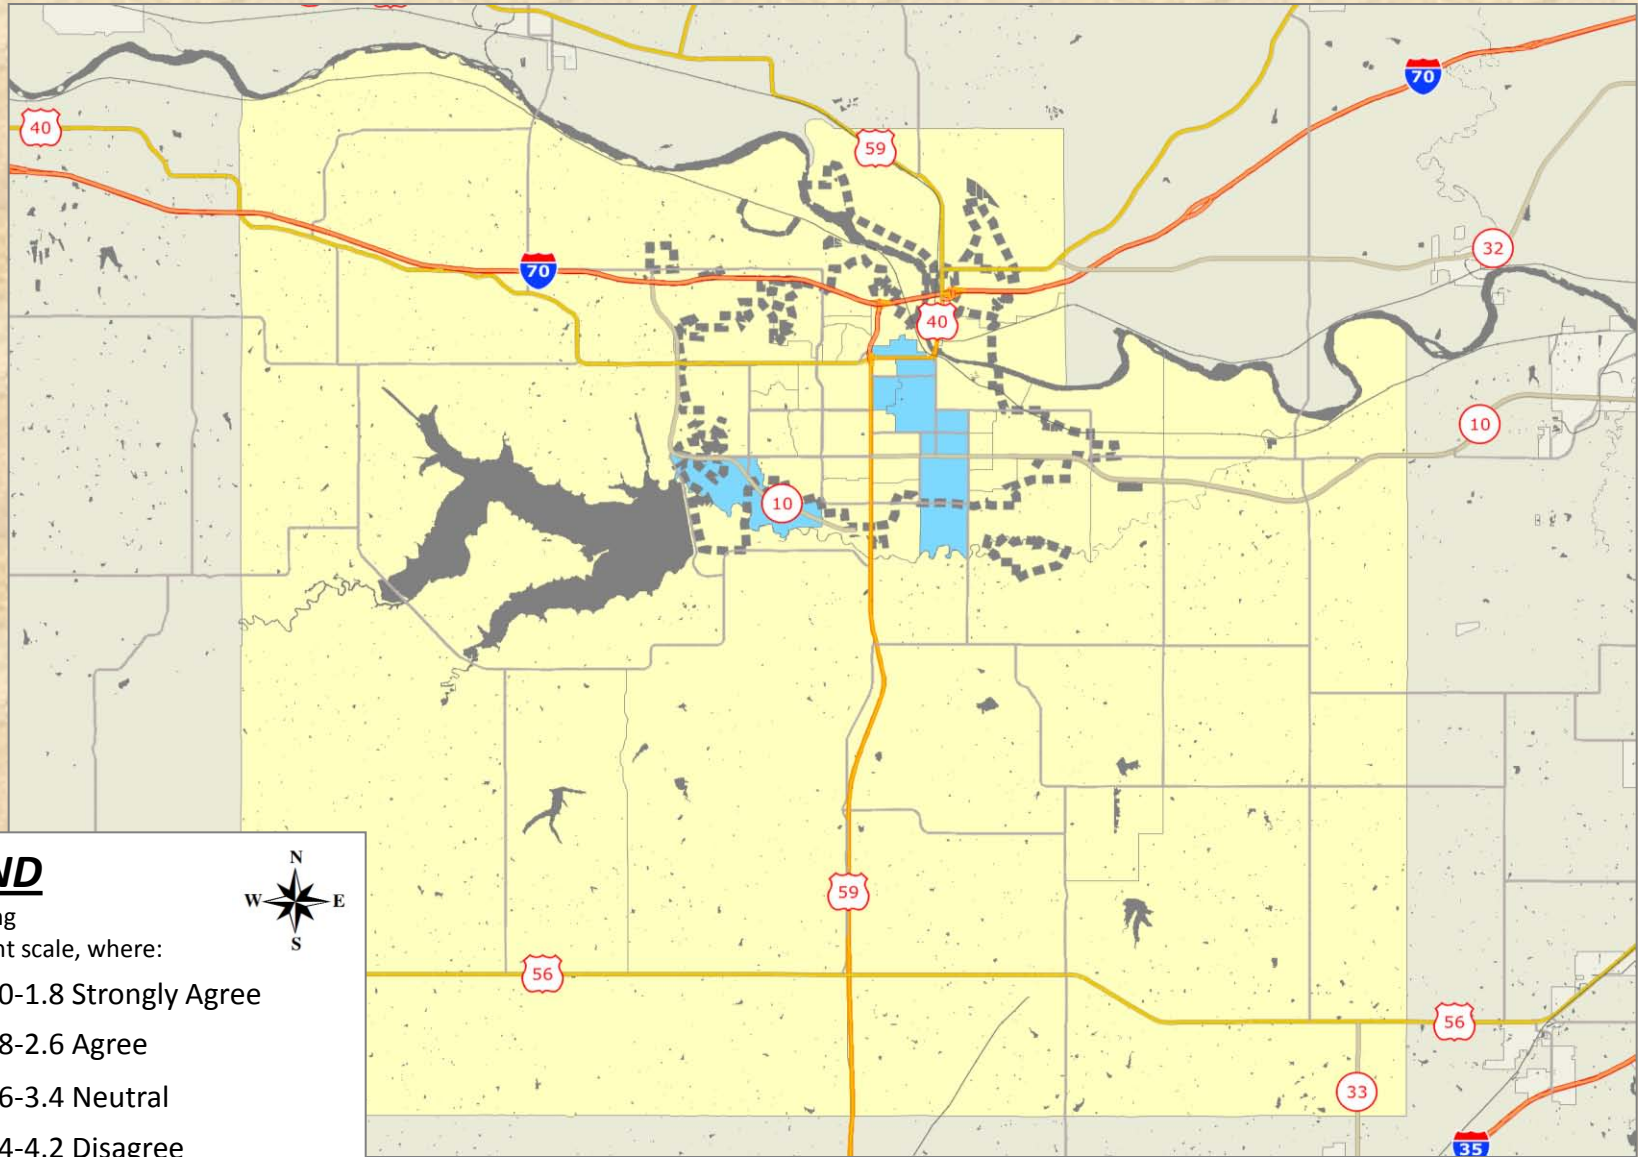 70
40
59
32
70
40
10
10
59
56
56
33
35
ND
N
W E
S
ng
nt scale, where:
0-1.8 Strongly Agree
8-2.6 Agree
6-3.4 Neutral
4-4.2 Disagree